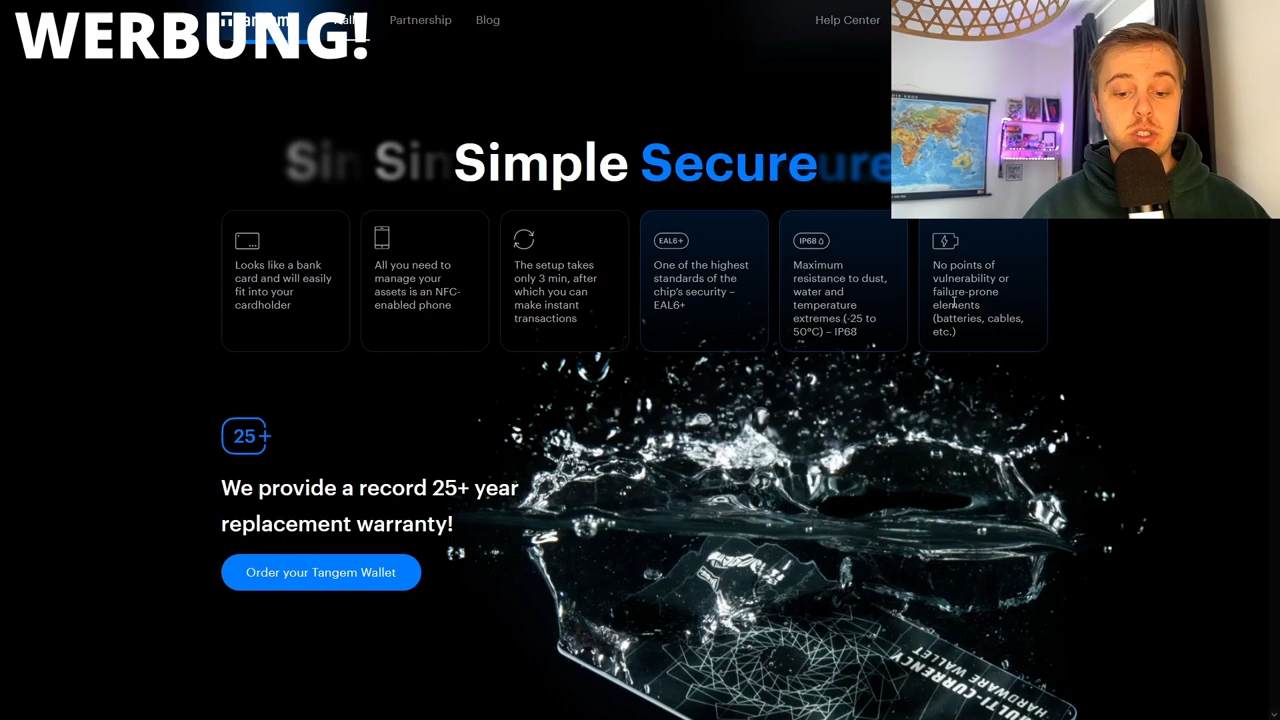 WERBUNG!
Partnership
Blog
Help Center
Simple Secure
EAL6+
IP68
Looks like a bank
card and will easily
fit into your
cardholder
All you need to
manage your
assets is an NFC-
enabled phone
The setup takes
only 3 min, after
which you can
make instant
transactions
One of the highest
standards of the
chip's security –
EAL6+
Maximum
resistance to dust,
water and
temperature
extremes (-25 to
50°C) – IP68
No points of
vulnerability or
failure-prone
elements
(batteries, cables,
etc.)
25+
We provide a record 25+ year
replacement warranty!
Order your Tangem Wallet
MULTI-CURRENCY
HARDWARE WALLET